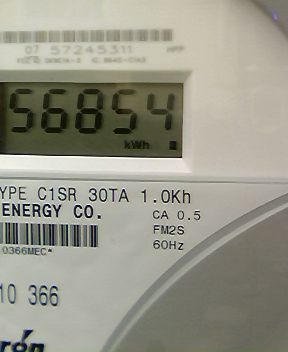 07 57245311
56854
kWh
YPE C1SR 30TA 1.0Kh
ENERGY CO.
CA 0.5
FM2S
60Hz
0366MEC*
10 366
rón